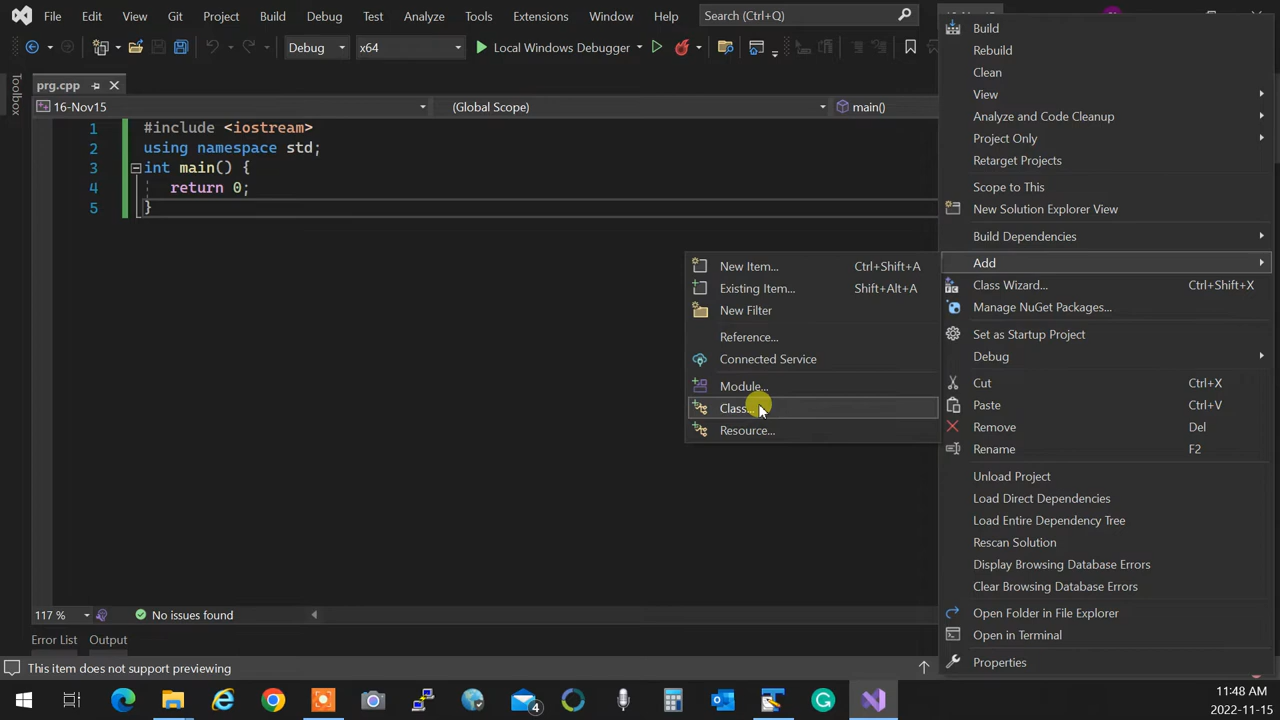 File Edit View Git Project Build Debug Test Analyze Tools Extensions Window Help Search (Ctrl+Q)
Debug x64 Local Windows Debugger
Toolbox
prg.cpp
16-Nov15 (Global Scope) main()
1 #include <iostream>
2 using namespace std;
3 int main() {
4 return 0;
5 }
New Item... Ctrl+Shift+A
Existing Item... Shift+Alt+A
New Filter
Reference...
Connected Service
Module...
Class...
Resource...
Build
Rebuild
Clean
View
Analyze and Code Cleanup
Project Only
Retarget Projects
Scope to This
New Solution Explorer View
Build Dependencies
Add
Class Wizard... Ctrl+Shift+X
Manage NuGet Packages...
Set as Startup Project
Debug
Cut Ctrl+X
Paste Ctrl+V
Remove Del
Rename F2
Unload Project
Load Direct Dependencies
Load Entire Dependency Tree
Rescan Solution
Display Browsing Database Errors
Clear Browsing Database Errors
Open Folder in File Explorer
Open in Terminal
Properties
117 % No issues found
Error List Output
This item does not support previewing
4
11:48 AM
2022-11-15